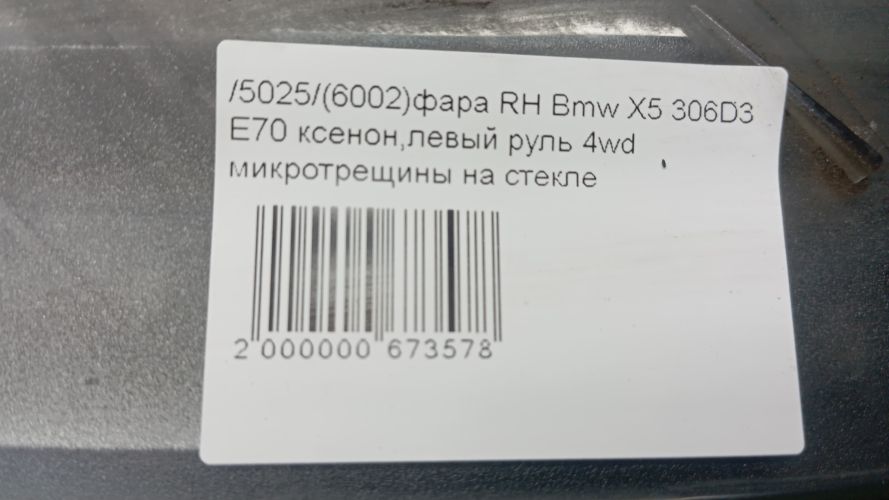 /5025/(6002)фара RH Bmw X5 306D3
E70 ксенон,левый руль 4wd
микротрещины на стекле
2 000000 673578